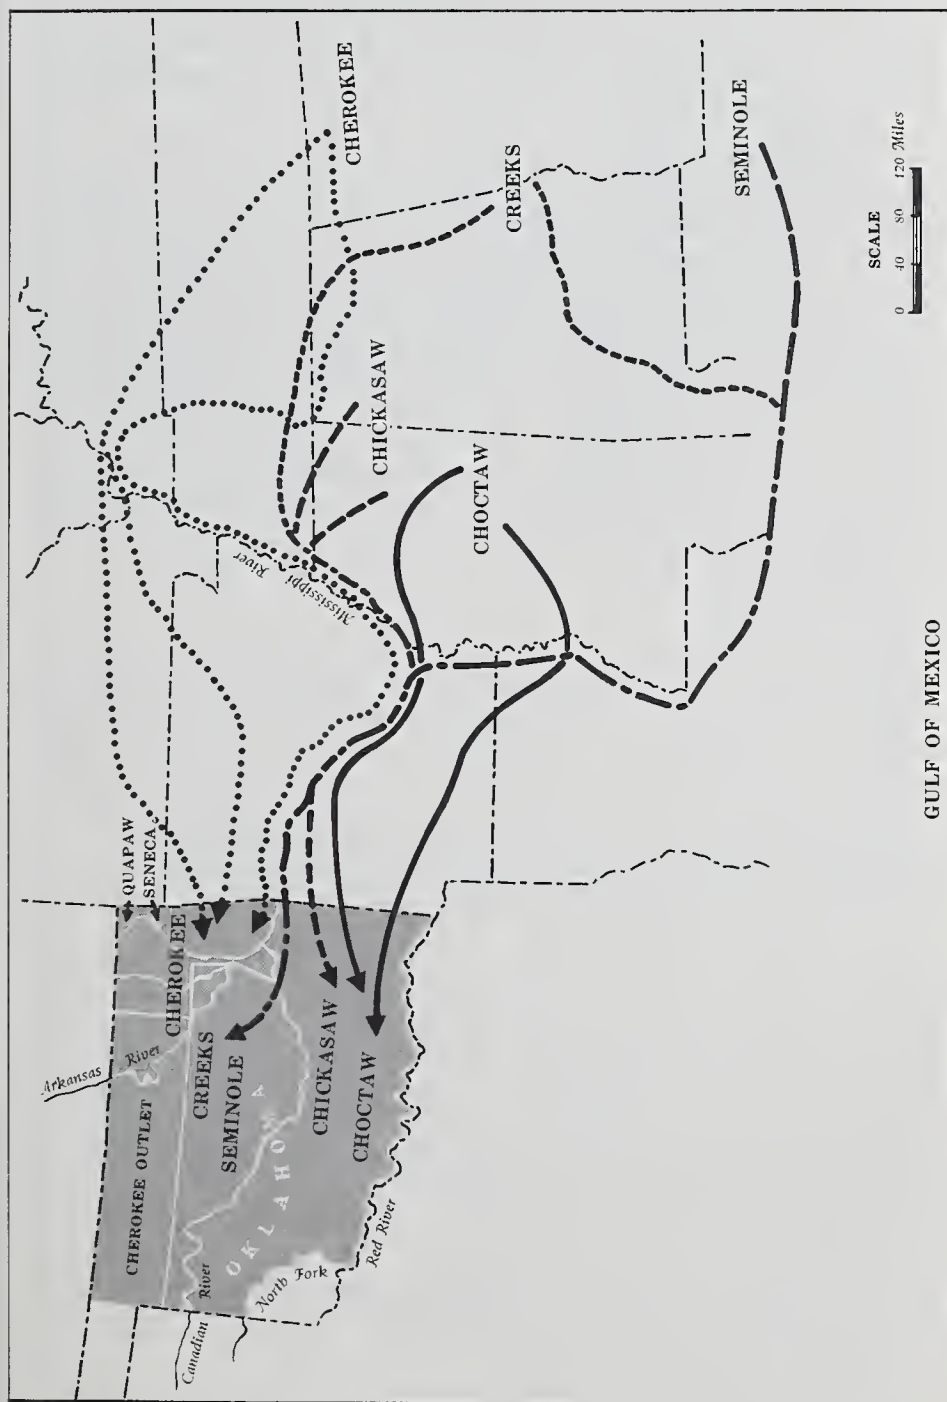 QUAPAW
SENECA
CHEROKEE
Arkansas River
CHEROKEE OUTLET
CHEROKEE
CREEKS
SEMINOLE
OKLAHOMA
Canadian River
North Fork
Red River
CHICKASAW
CHOCTAW
Mississippi
River
CHICKASAW
CHOCTAW
CREEKS
SEMINOLE
SCALE
0 40 80 120 Miles
GULF OF MEXICO